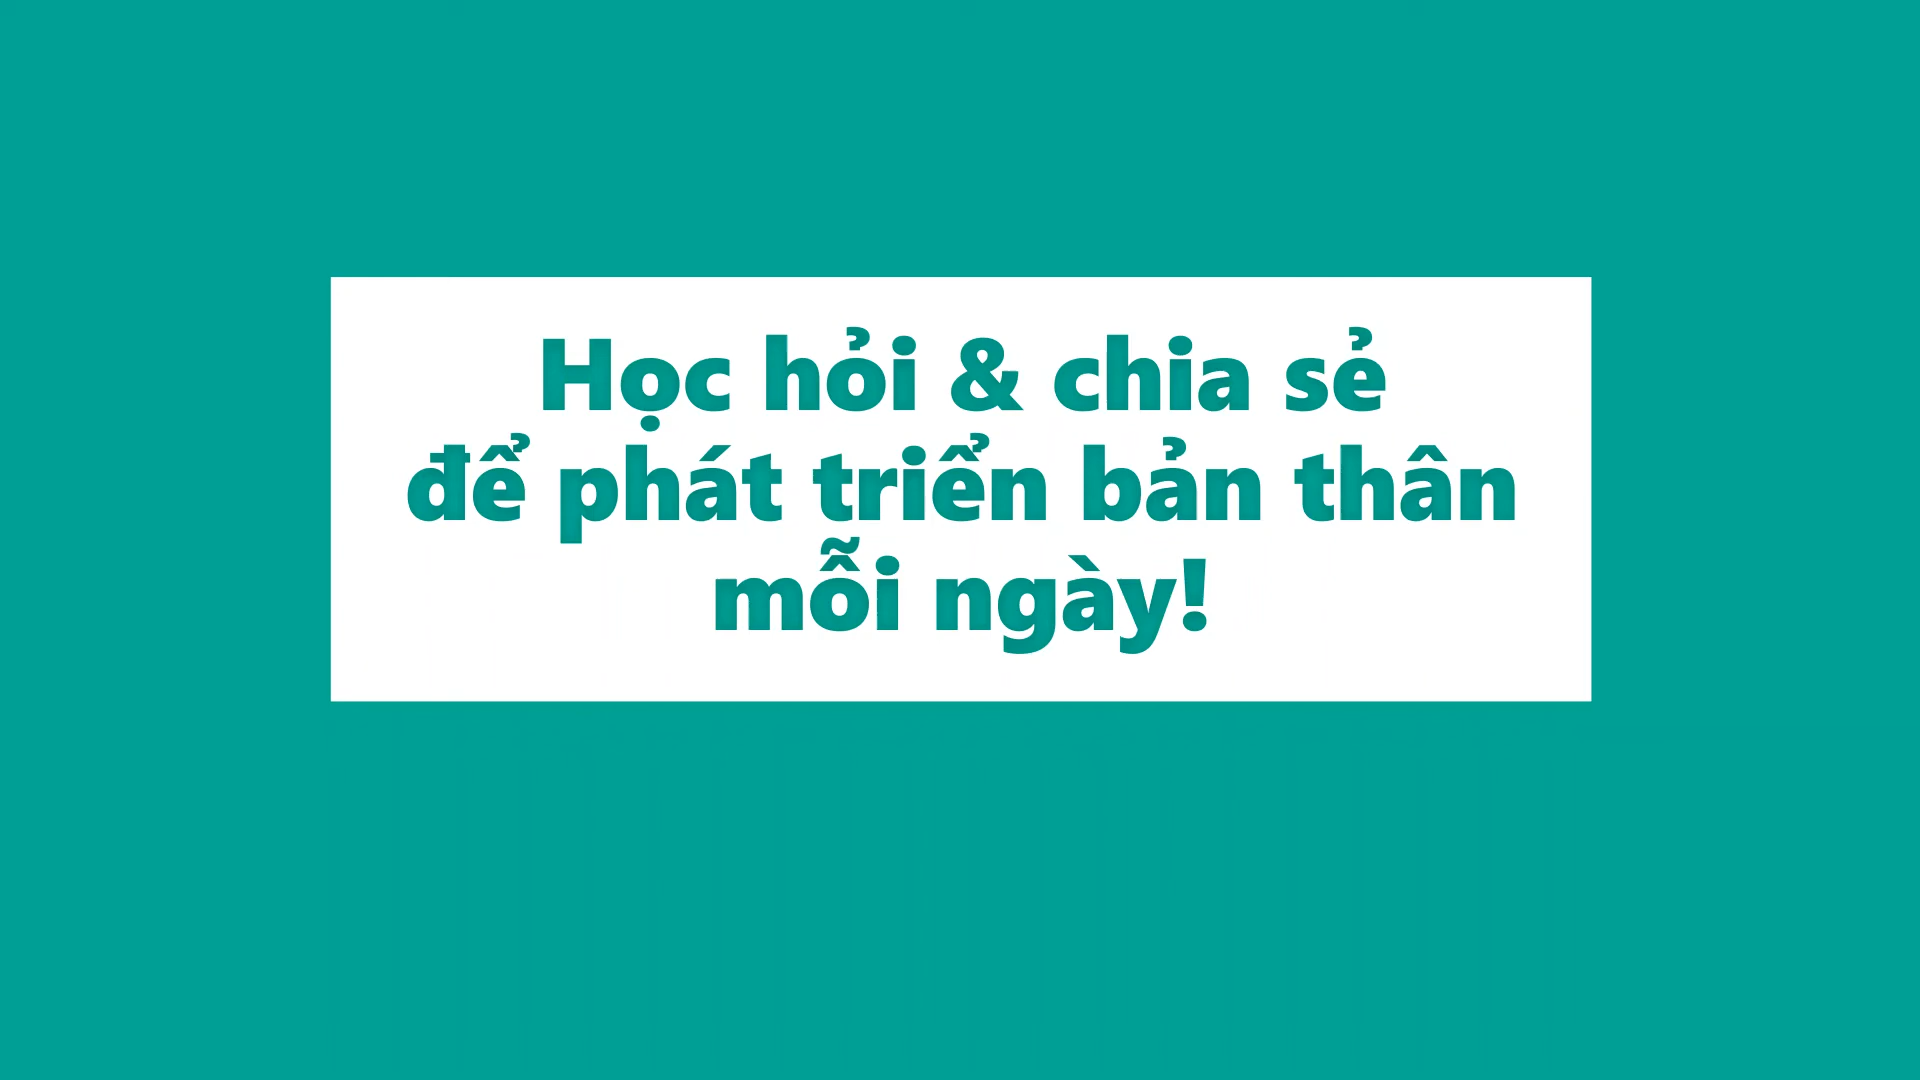 Học hỏi & chia sẻ
để phát triển bản thân
mỗi ngày!